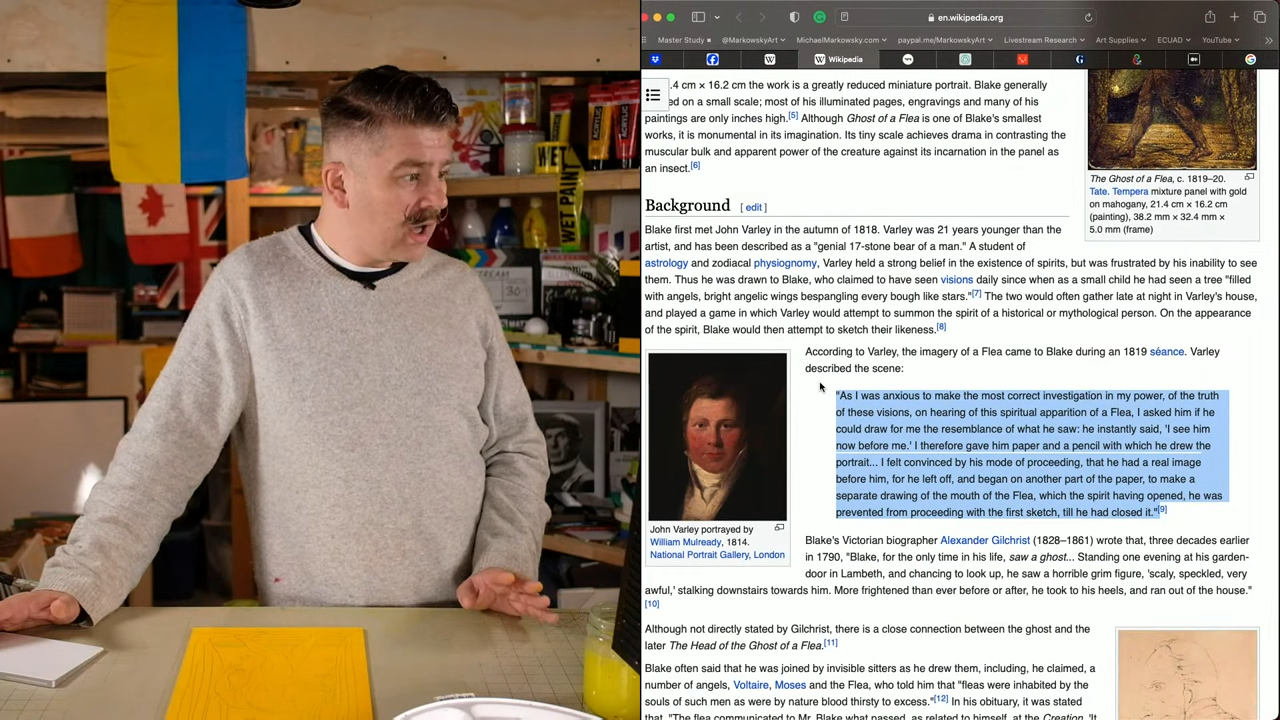 en.wikipedia.org
Master Study
@MarkowskyArt
MichaelMarkowsky.com
paypal.me/MarkowskyArt
Livestream Research
Art Supplies
ECUAD
YouTube
Wikipedia
.4 cm × 16.2 cm the work is a greatly reduced miniature portrait. Blake generally
ed on a small scale; most of his illuminated pages, engravings and many of his
paintings are only inches high.[5] Although Ghost of a Flea is one of Blake's smallest
works, it is monumental in its imagination. Its tiny scale achieves drama in contrasting the
muscular bulk and apparent power of the creature against its incarnation in the panel as
an insect.[6]
The Ghost of a Flea, c. 1819–20.
Tate. Tempera mixture panel with gold
on mahogany, 21.4 cm × 16.2 cm
(painting), 38.2 mm × 32.4 mm ×
5.0 mm (frame)
Background [ edit ]
Blake first met John Varley in the autumn of 1818. Varley was 21 years younger than the
artist, and has been described as a "genial 17-stone bear of a man." A student of
astrology and zodiacal physiognomy, Varley held a strong belief in the existence of spirits, but was frustrated by his inability to see
them. Thus he was drawn to Blake, who claimed to have seen visions daily since when as a small child he had seen a tree "filled
with angels, bright angelic wings bespangling every bough like stars."[7] The two would often gather late at night in Varley's house,
and played a game in which Varley would attempt to summon the spirit of a historical or mythological person. On the appearance
of the spirit, Blake would then attempt to sketch their likeness.[8]
According to Varley, the imagery of a Flea came to Blake during an 1819 séance. Varley
described the scene:
"As I was anxious to make the most correct investigation in my power, of the truth
of these visions, on hearing of this spiritual apparition of a Flea, I asked him if he
could draw for me the resemblance of what he saw: he instantly said, 'I see him
now before me.' I therefore gave him paper and a pencil with which he drew the
portrait... I felt convinced by his mode of proceeding, that he had a real image
before him, for he left off, and began on another part of the paper, to make a
separate drawing of the mouth of the Flea, which the spirit having opened, he was
prevented from proceeding with the first sketch, till he had closed it."[9]
John Varley portrayed by
William Mulready, 1814.
National Portrait Gallery, London
Blake's Victorian biographer Alexander Gilchrist (1828–1861) wrote that, three decades earlier
in 1790, "Blake, for the only time in his life, saw a ghost... Standing one evening at his garden-
door in Lambeth, and chancing to look up, he saw a horrible grim figure, 'scaly, speckled, very
awful,' stalking downstairs towards him. More frightened than ever before or after, he took to his heels, and ran out of the house."
[10]
Although not directly stated by Gilchrist, there is a close connection between the ghost and the
later The Head of the Ghost of a Flea.[11]
Blake often said that he was joined by invisible sitters as he drew them, including, he claimed, a
number of angels, Voltaire, Moses and the Flea, who told him that "fleas were inhabited by the
souls of such men as were by nature blood thirsty to excess."[12] In his obituary, it was stated
that, "The flea communicated to Mr. Blake what passed, as related to himself, at the Creation. 'It
WET
WET PAINT
ACRYLIC
ACRYLIC
STREAM
30